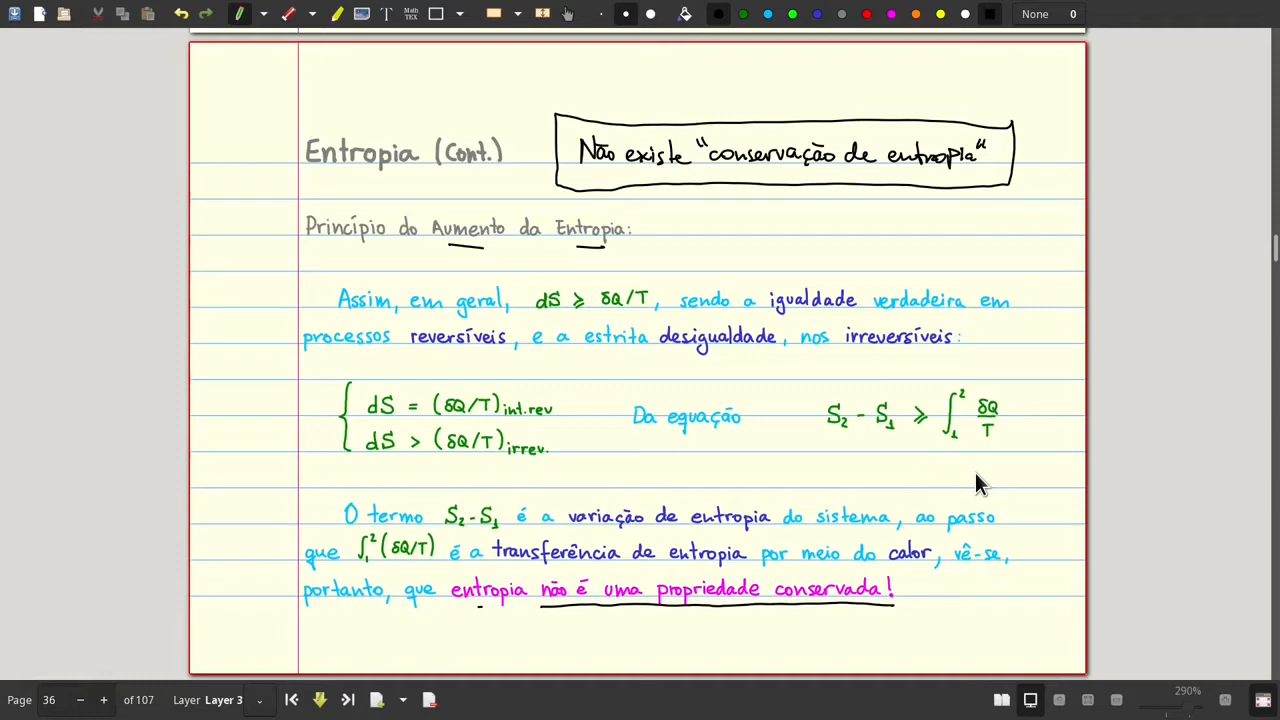 Math
TEX
None 0
Entropia (Cont.)
Não existe "conservação de entropia"
Princípio do Aumento da Entropia:
Assim, em geral, dS ⩾ δQ/T, sendo a igualdade verdadeira em
processos reversíveis, e a estrita desigualdade, nos irreversíveis:
dS = (δQ/T)int.rev
dS > (δQ/T)irrev.
Da equação S₂ - S₁ ⩾ ∫₁² δQ/T
O termo S₂-S₁ é a variação de entropia do sistema, ao passo
que ∫₁²(δQ/T) é a transferência de entropia por meio do calor, vê-se,
portanto, que entropia não é uma propriedade conservada!
Page 36 of 107 Layer Layer 3 290%